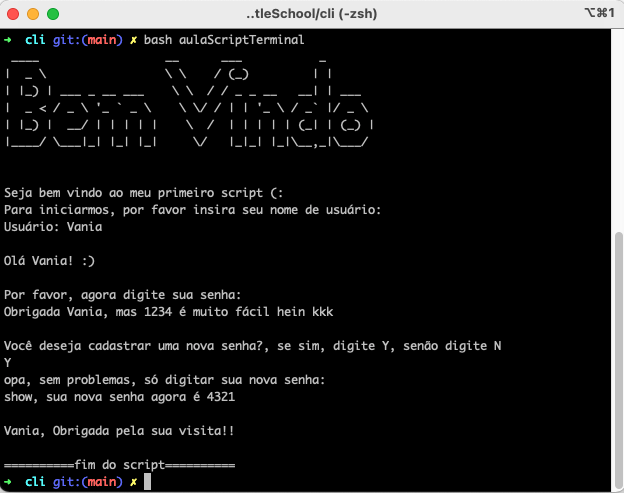 ..tleSchool/cli (-zsh)
⌥⌘1
➜  cli git:(main) ✗ bash aulaScriptTerminal
Bem Vindo
Seja bem vindo ao meu primeiro script (:
Para iniciarmos, por favor insira seu nome de usuário:
Usuário: Vania
Olá Vania! :)
Por favor, agora digite sua senha:
Obrigada Vania, mas 1234 é muito fácil hein kkk
Você deseja cadastrar uma nova senha?, se sim, digite Y, senão digite N
Y
opa, sem problemas, só digitar sua nova senha:
show, sua nova senha agora é 4321
Vania, Obrigada pela sua visita!!
==========fim do script==========
➜  cli git:(main) ✗